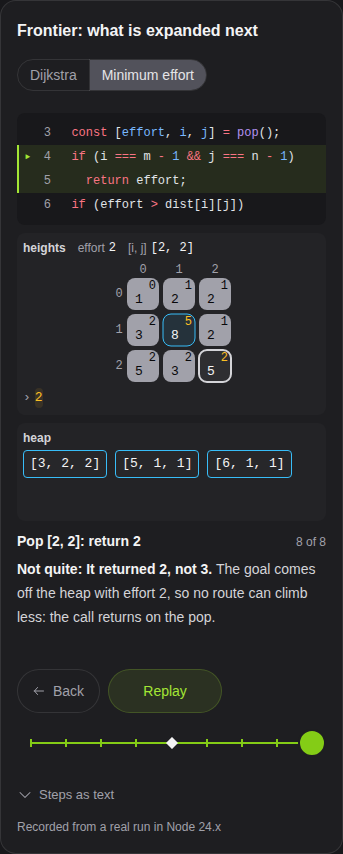 Frontier: what is expanded next
Dijkstra Minimum effort
3 const [effort, i, j] = pop();
▸ 4 if (i === m - 1 && j === n - 1)
5 return effort;
6 if (effort > dist[i][j])
heights effort 2 [i, j] [2, 2]
0 1 2
0 1 0 2 1 2 1
1 3 2 8 5 2 1
2 5 2 3 2 5 2
› 2
heap
[3, 2, 2] [5, 1, 1] [6, 1, 1]
Pop [2, 2]: return 2 8 of 8
Not quite: It returned 2, not 3. The goal comes
off the heap with effort 2, so no route can climb
less: the call returns on the pop.
← Back Replay
Steps as text
Recorded from a real run in Node 24.x